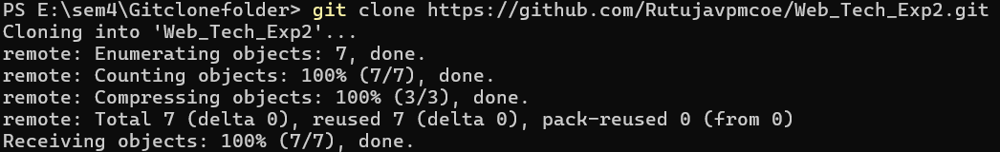 PS E:\sem4\Gitclonefolder> git clone https://github.com/Rutujavpmcoe/Web_Tech_Exp2.git
Cloning into 'Web_Tech_Exp2'...
remote: Enumerating objects: 7, done.
remote: Counting objects: 100% (7/7), done.
remote: Compressing objects: 100% (3/3), done.
remote: Total 7 (delta 0), reused 7 (delta 0), pack-reused 0 (from 0)
Receiving objects: 100% (7/7), done.